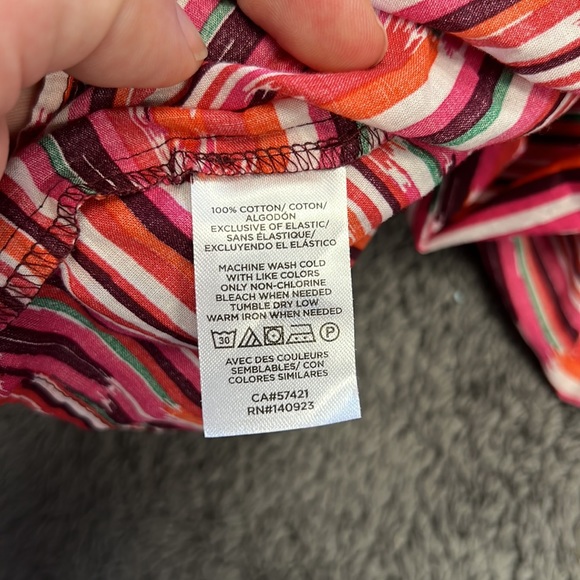 100% COTTON/ COTON/
ALGODÓN
EXCLUSIVE OF ELASTIC/
SANS ÉLASTIQUE/
EXCLUYENDO EL ELÁSTICO
MACHINE WASH COLD
WITH LIKE COLORS
ONLY NON-CHLORINE
BLEACH WHEN NEEDED
TUMBLE DRY LOW
WARM IRON WHEN NEEDED
30 P
AVEC DES COULEURS
SEMBLABLES/ CON
COLORES SIMILARES
CA#57421
RN#140923